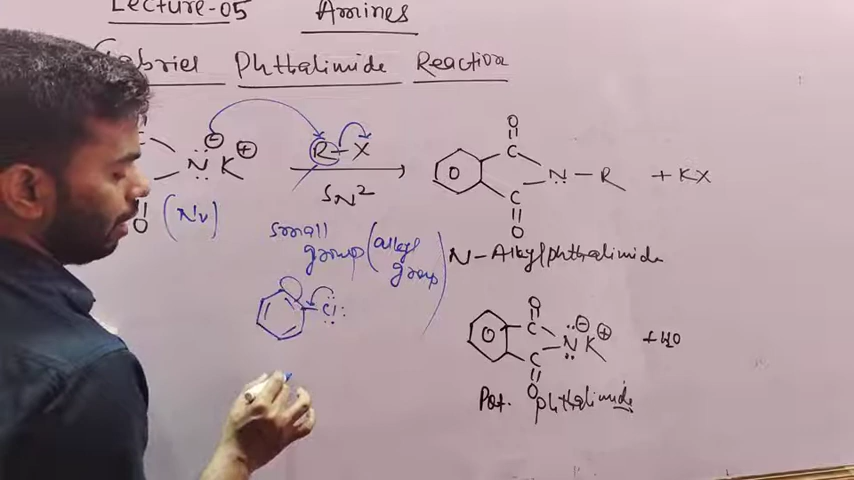 Lecture-05 Amines
Gabriel Phthalimide Reaction
O
⊖ ⊕
N K
R-X
SN²
O
C
N-R + KX
C
O
O
(Nu)
small
group (alkyl
group)
N-Alkylphthalimide
Cl
O
C ⊖ ⊕
N K + H2O
C
O
Pot. phthalimide